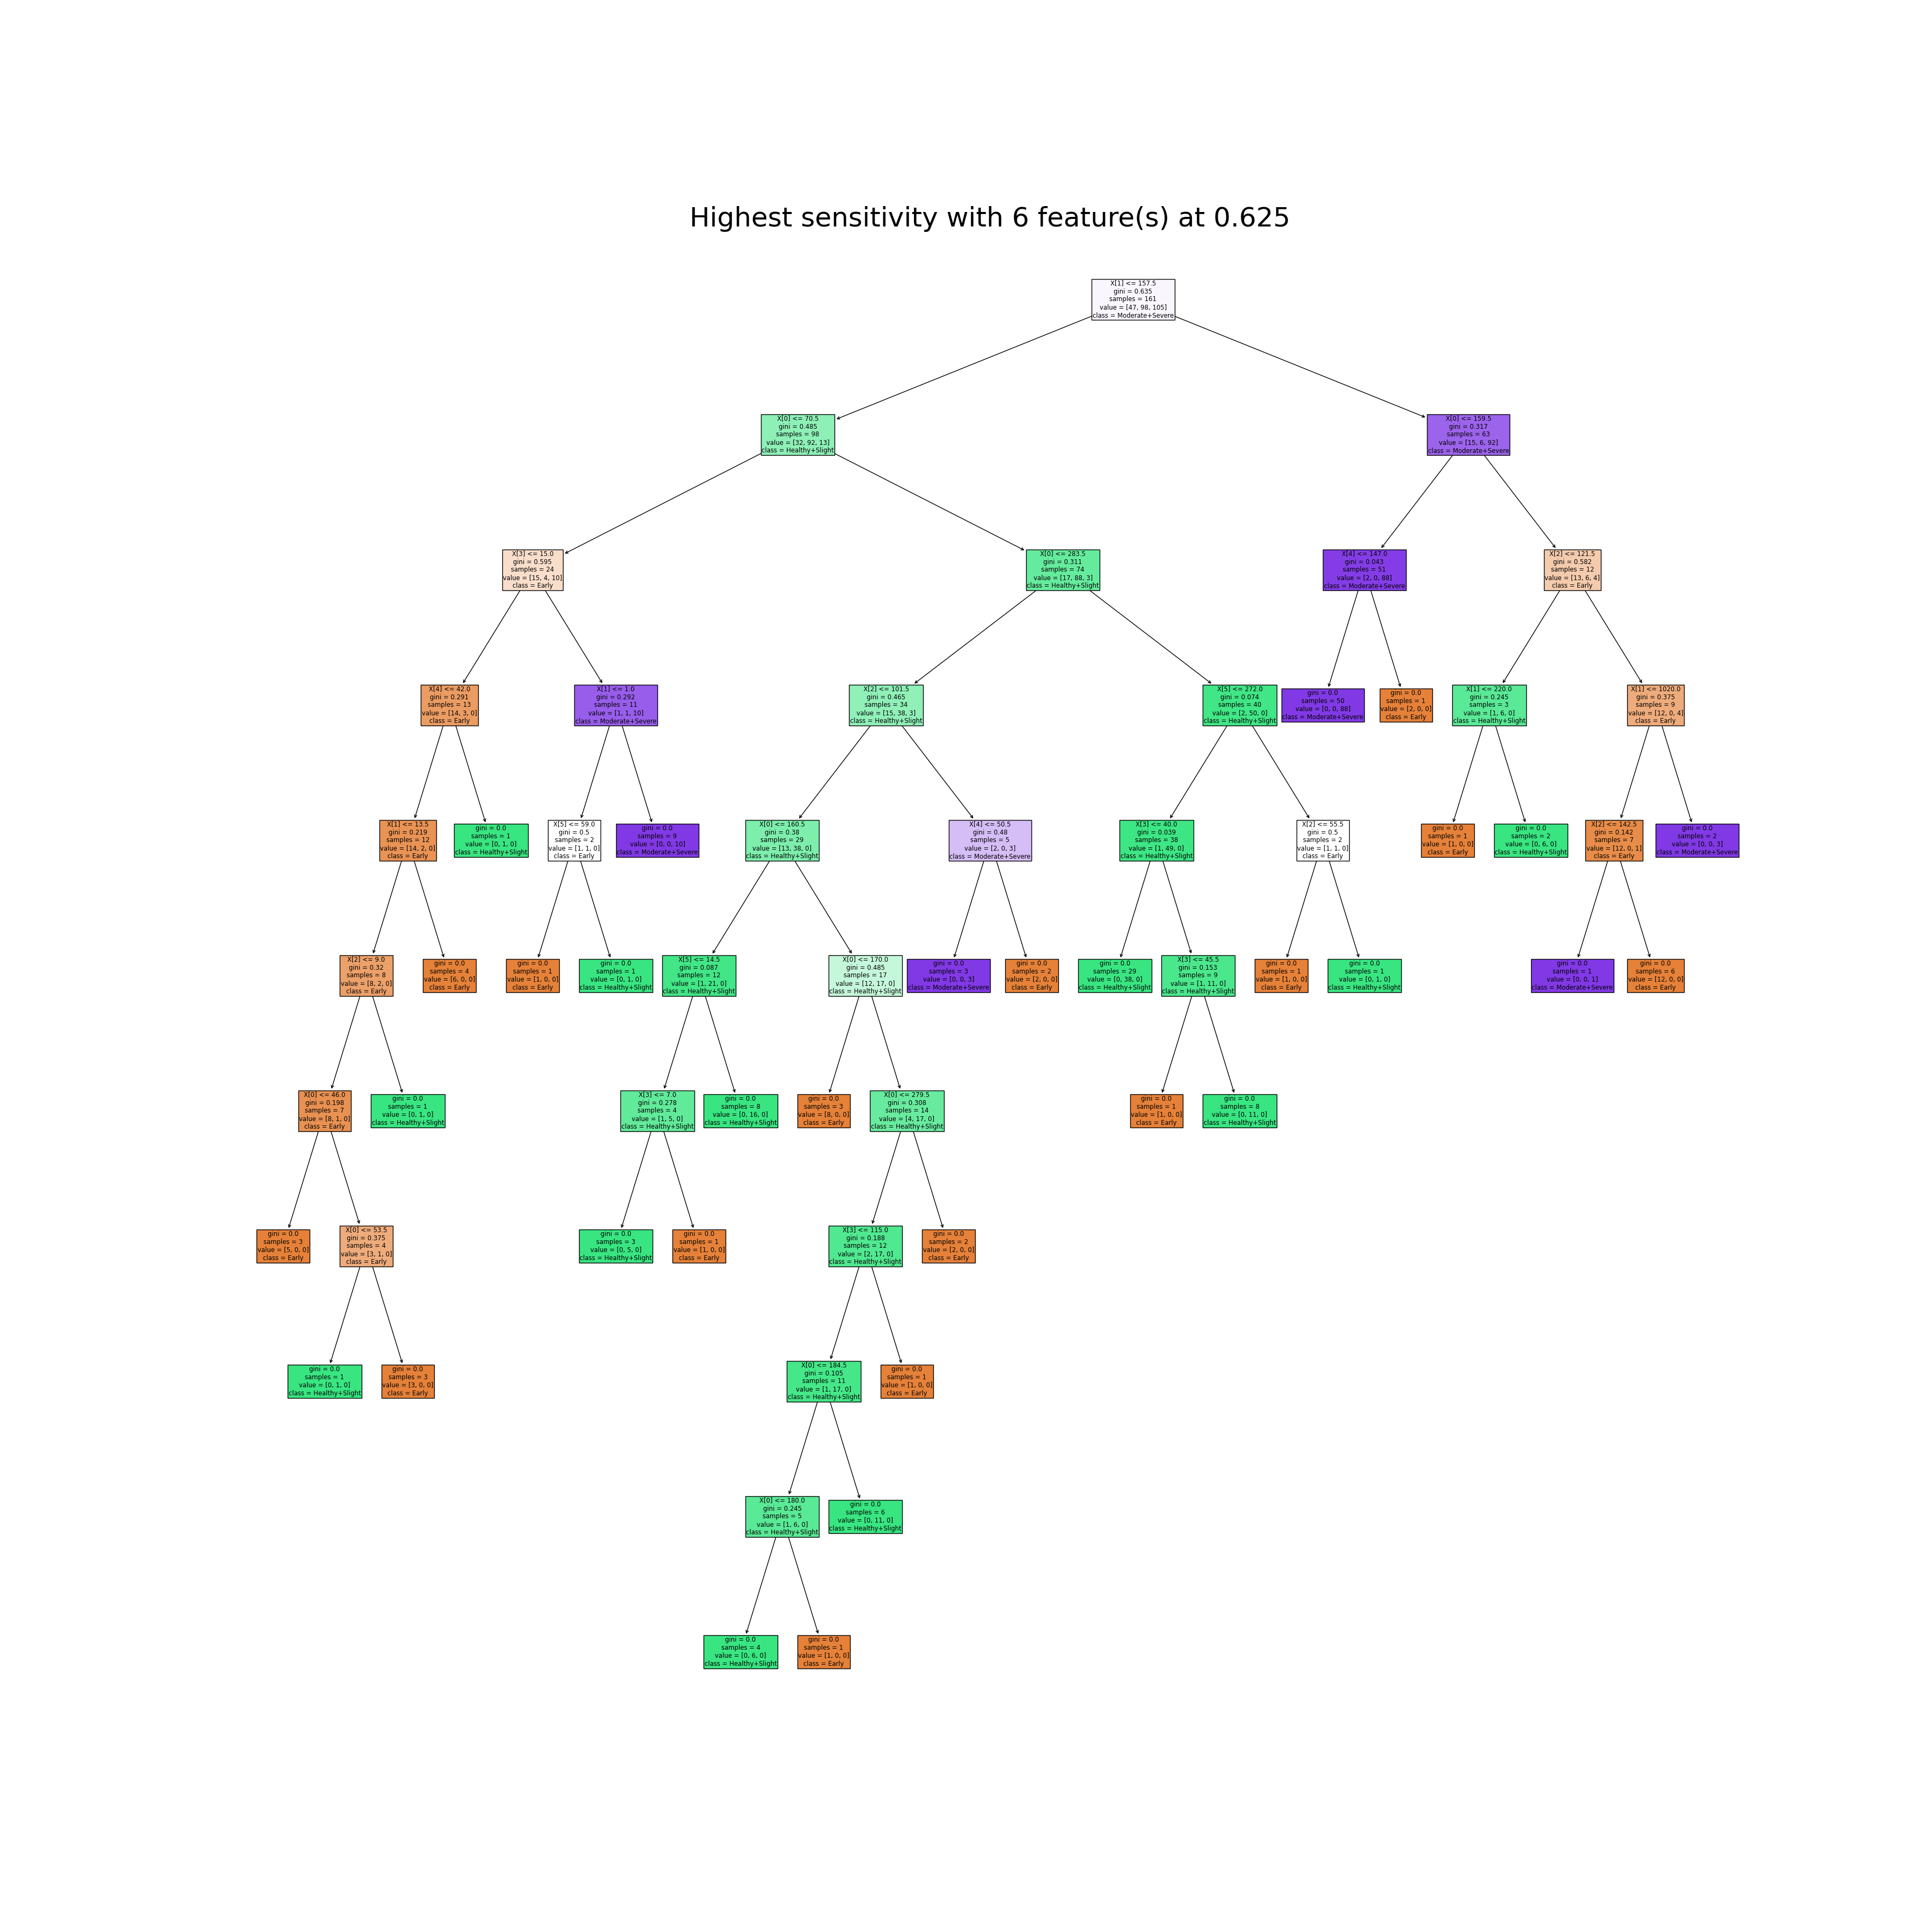 Highest sensitivity with 6 feature(s) at 0.625
X[1] <= 157.5
gini = 0.635
samples = 161
value = [47, 98, 105]
class = Moderate+Severe
X[0] <= 70.5
gini = 0.485
samples = 98
value = [32, 92, 13]
class = Healthy+Slight
X[0] <= 159.5
gini = 0.317
samples = 63
value = [15, 6, 92]
class = Moderate+Severe
X[3] <= 15.0
gini = 0.595
samples = 24
value = [15, 4, 10]
class = Early
X[0] <= 283.5
gini = 0.311
samples = 74
value = [17, 88, 3]
class = Healthy+Slight
X[4] <= 147.0
gini = 0.043
samples = 51
value = [2, 0, 88]
class = Moderate+Severe
X[2] <= 121.5
gini = 0.582
samples = 12
value = [13, 6, 4]
class = Early
X[4] <= 42.0
gini = 0.291
samples = 13
value = [14, 3, 0]
class = Early
X[1] <= 1.0
gini = 0.292
samples = 11
value = [1, 1, 10]
class = Moderate+Severe
X[2] <= 101.5
gini = 0.465
samples = 34
value = [15, 38, 3]
class = Healthy+Slight
X[5] <= 272.0
gini = 0.074
samples = 40
value = [2, 50, 0]
class = Healthy+Slight
gini = 0.0
samples = 50
value = [0, 0, 88]
class = Moderate+Severe
gini = 0.0
samples = 1
value = [2, 0, 0]
class = Early
X[1] <= 220.0
gini = 0.245
samples = 3
value = [1, 6, 0]
class = Healthy+Slight
X[1] <= 1020.0
gini = 0.375
samples = 9
value = [12, 0, 4]
class = Early
X[1] <= 13.5
gini = 0.219
samples = 12
value = [14, 2, 0]
class = Early
gini = 0.0
samples = 1
value = [0, 1, 0]
class = Healthy+Slight
X[5] <= 59.0
gini = 0.5
samples = 2
value = [1, 1, 0]
class = Early
gini = 0.0
samples = 9
value = [0, 0, 10]
class = Moderate+Severe
X[0] <= 160.5
gini = 0.38
samples = 29
value = [13, 38, 0]
class = Healthy+Slight
X[4] <= 50.5
gini = 0.48
samples = 5
value = [2, 0, 3]
class = Moderate+Severe
X[3] <= 40.0
gini = 0.039
samples = 38
value = [1, 49, 0]
class = Healthy+Slight
X[2] <= 55.5
gini = 0.5
samples = 2
value = [1, 1, 0]
class = Early
gini = 0.0
samples = 1
value = [1, 0, 0]
class = Early
gini = 0.0
samples = 2
value = [0, 6, 0]
class = Healthy+Slight
X[2] <= 142.5
gini = 0.142
samples = 7
value = [12, 0, 1]
class = Early
gini = 0.0
samples = 2
value = [0, 0, 3]
class = Moderate+Severe
X[2] <= 9.0
gini = 0.32
samples = 8
value = [8, 2, 0]
class = Early
gini = 0.0
samples = 4
value = [6, 0, 0]
class = Early
gini = 0.0
samples = 1
value = [1, 0, 0]
class = Early
gini = 0.0
samples = 1
value = [0, 1, 0]
class = Healthy+Slight
X[5] <= 14.5
gini = 0.087
samples = 12
value = [1, 21, 0]
class = Healthy+Slight
X[0] <= 170.0
gini = 0.485
samples = 17
value = [12, 17, 0]
class = Healthy+Slight
gini = 0.0
samples = 3
value = [0, 0, 3]
class = Moderate+Severe
gini = 0.0
samples = 2
value = [2, 0, 0]
class = Early
gini = 0.0
samples = 29
value = [0, 38, 0]
class = Healthy+Slight
X[3] <= 45.5
gini = 0.153
samples = 9
value = [1, 11, 0]
class = Healthy+Slight
gini = 0.0
samples = 1
value = [1, 0, 0]
class = Early
gini = 0.0
samples = 1
value = [0, 1, 0]
class = Healthy+Slight
gini = 0.0
samples = 1
value = [0, 0, 1]
class = Moderate+Severe
gini = 0.0
samples = 6
value = [12, 0, 0]
class = Early
X[0] <= 46.0
gini = 0.198
samples = 7
value = [8, 1, 0]
class = Early
gini = 0.0
samples = 1
value = [0, 1, 0]
class = Healthy+Slight
X[3] <= 7.0
gini = 0.278
samples = 4
value = [1, 5, 0]
class = Healthy+Slight
gini = 0.0
samples = 8
value = [0, 16, 0]
class = Healthy+Slight
gini = 0.0
samples = 3
value = [8, 0, 0]
class = Early
X[0] <= 279.5
gini = 0.308
samples = 14
value = [4, 17, 0]
class = Healthy+Slight
gini = 0.0
samples = 1
value = [1, 0, 0]
class = Early
gini = 0.0
samples = 8
value = [0, 11, 0]
class = Healthy+Slight
gini = 0.0
samples = 3
value = [5, 0, 0]
class = Early
X[0] <= 53.5
gini = 0.375
samples = 4
value = [3, 1, 0]
class = Early
gini = 0.0
samples = 3
value = [0, 5, 0]
class = Healthy+Slight
gini = 0.0
samples = 1
value = [1, 0, 0]
class = Early
X[3] <= 115.0
gini = 0.188
samples = 12
value = [2, 17, 0]
class = Healthy+Slight
gini = 0.0
samples = 2
value = [2, 0, 0]
class = Early
gini = 0.0
samples = 1
value = [0, 1, 0]
class = Healthy+Slight
gini = 0.0
samples = 3
value = [3, 0, 0]
class = Early
X[0] <= 184.5
gini = 0.105
samples = 11
value = [1, 17, 0]
class = Healthy+Slight
gini = 0.0
samples = 1
value = [1, 0, 0]
class = Early
X[0] <= 180.0
gini = 0.245
samples = 5
value = [1, 6, 0]
class = Healthy+Slight
gini = 0.0
samples = 6
value = [0, 11, 0]
class = Healthy+Slight
gini = 0.0
samples = 4
value = [0, 6, 0]
class = Healthy+Slight
gini = 0.0
samples = 1
value = [1, 0, 0]
class = Early